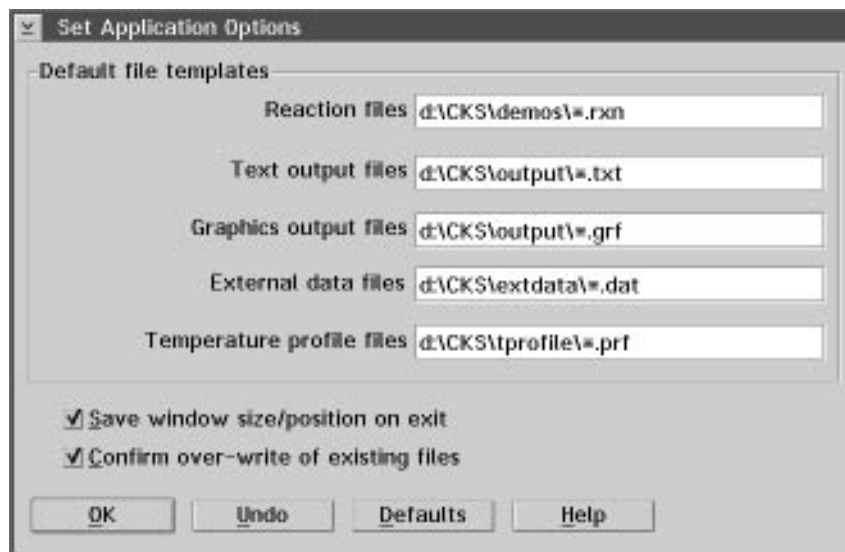 Set Application Options
Default file templates
Reaction files d:\CKS\demos\*.rxn
Text output files d:\CKS\output\*.txt
Graphics output files d:\CKS\output\*.grf
External data files d:\CKS\extdata\*.dat
Temperature profile files d:\CKS\tprofile\*.prf
Save window size/position on exit
Confirm over-write of existing files
OK Undo Defaults Help